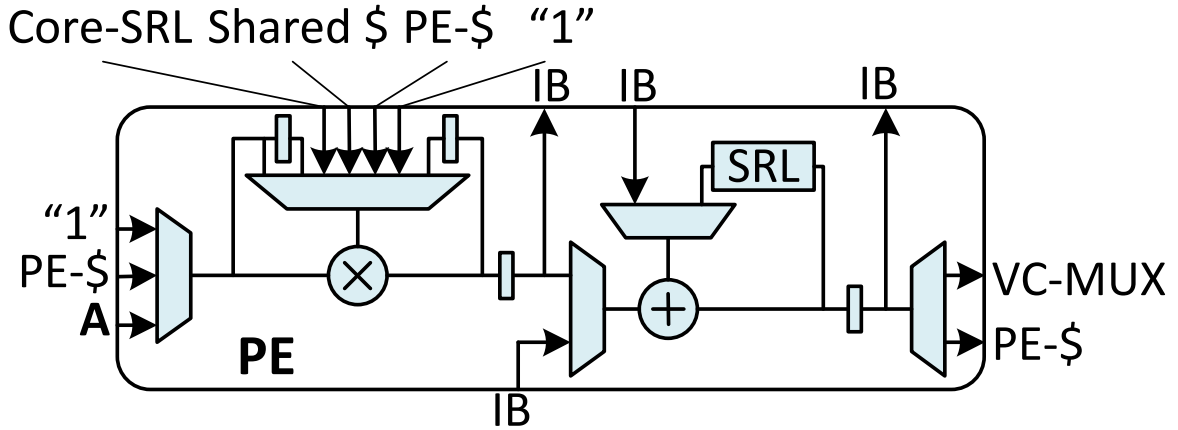 Core-SRL Shared $ PE-$ “1”
IB IB IB
SRL
“1”
PE-$
A
PE
VC-MUX
PE-$
IB